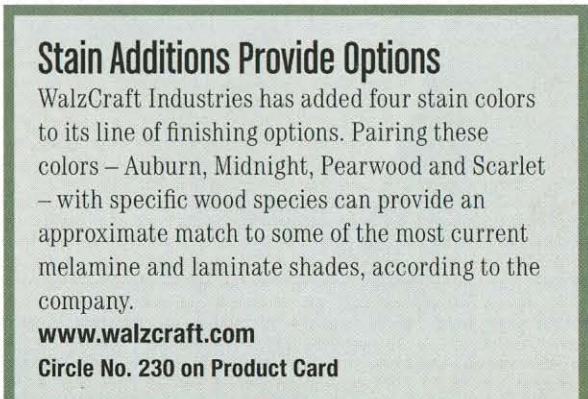 Stain Additions Provide Options
WalzCraft Industries has added four stain colors
to its line of finishing options. Pairing these
colors – Auburn, Midnight, Pearwood and Scarlet
– with specific wood species can provide an
approximate match to some of the most current
melamine and laminate shades, according to the
company.
www.walzcraft.com
Circle No. 230 on Product Card